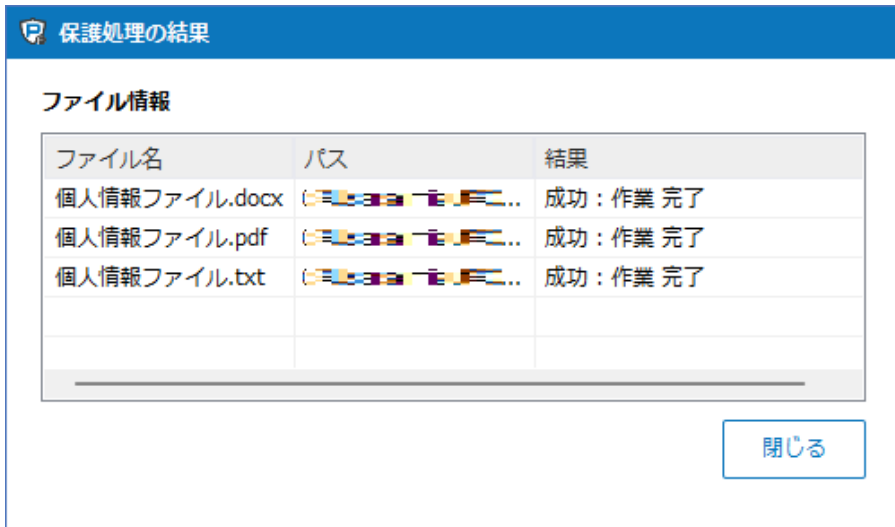 保護処理の結果
ファイル情報
ファイル名 パス 結果
個人情報ファイル.docx 成功：作業 完了
個人情報ファイル.pdf 成功：作業 完了
個人情報ファイル.txt 成功：作業 完了
閉じる